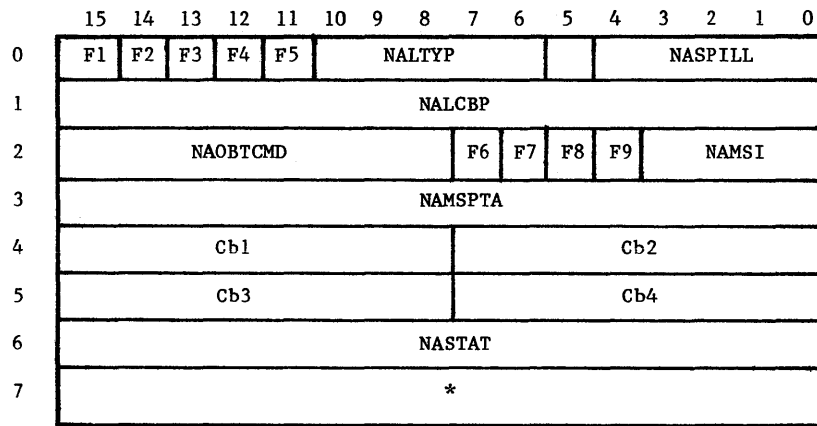 15 14 13 12 11 10 9 8 7 6 5 4 3 2 1 0
0 F1 F2 F3 F4 F5 NALTYP NASPILL
1 NALCBP
2 NAOBTCMD F6 F7 F8 F9 NAMSI
3 NAMSPTA
4 Cb1 Cb2
5 Cb3 Cb4
6 NASTAT
7 *